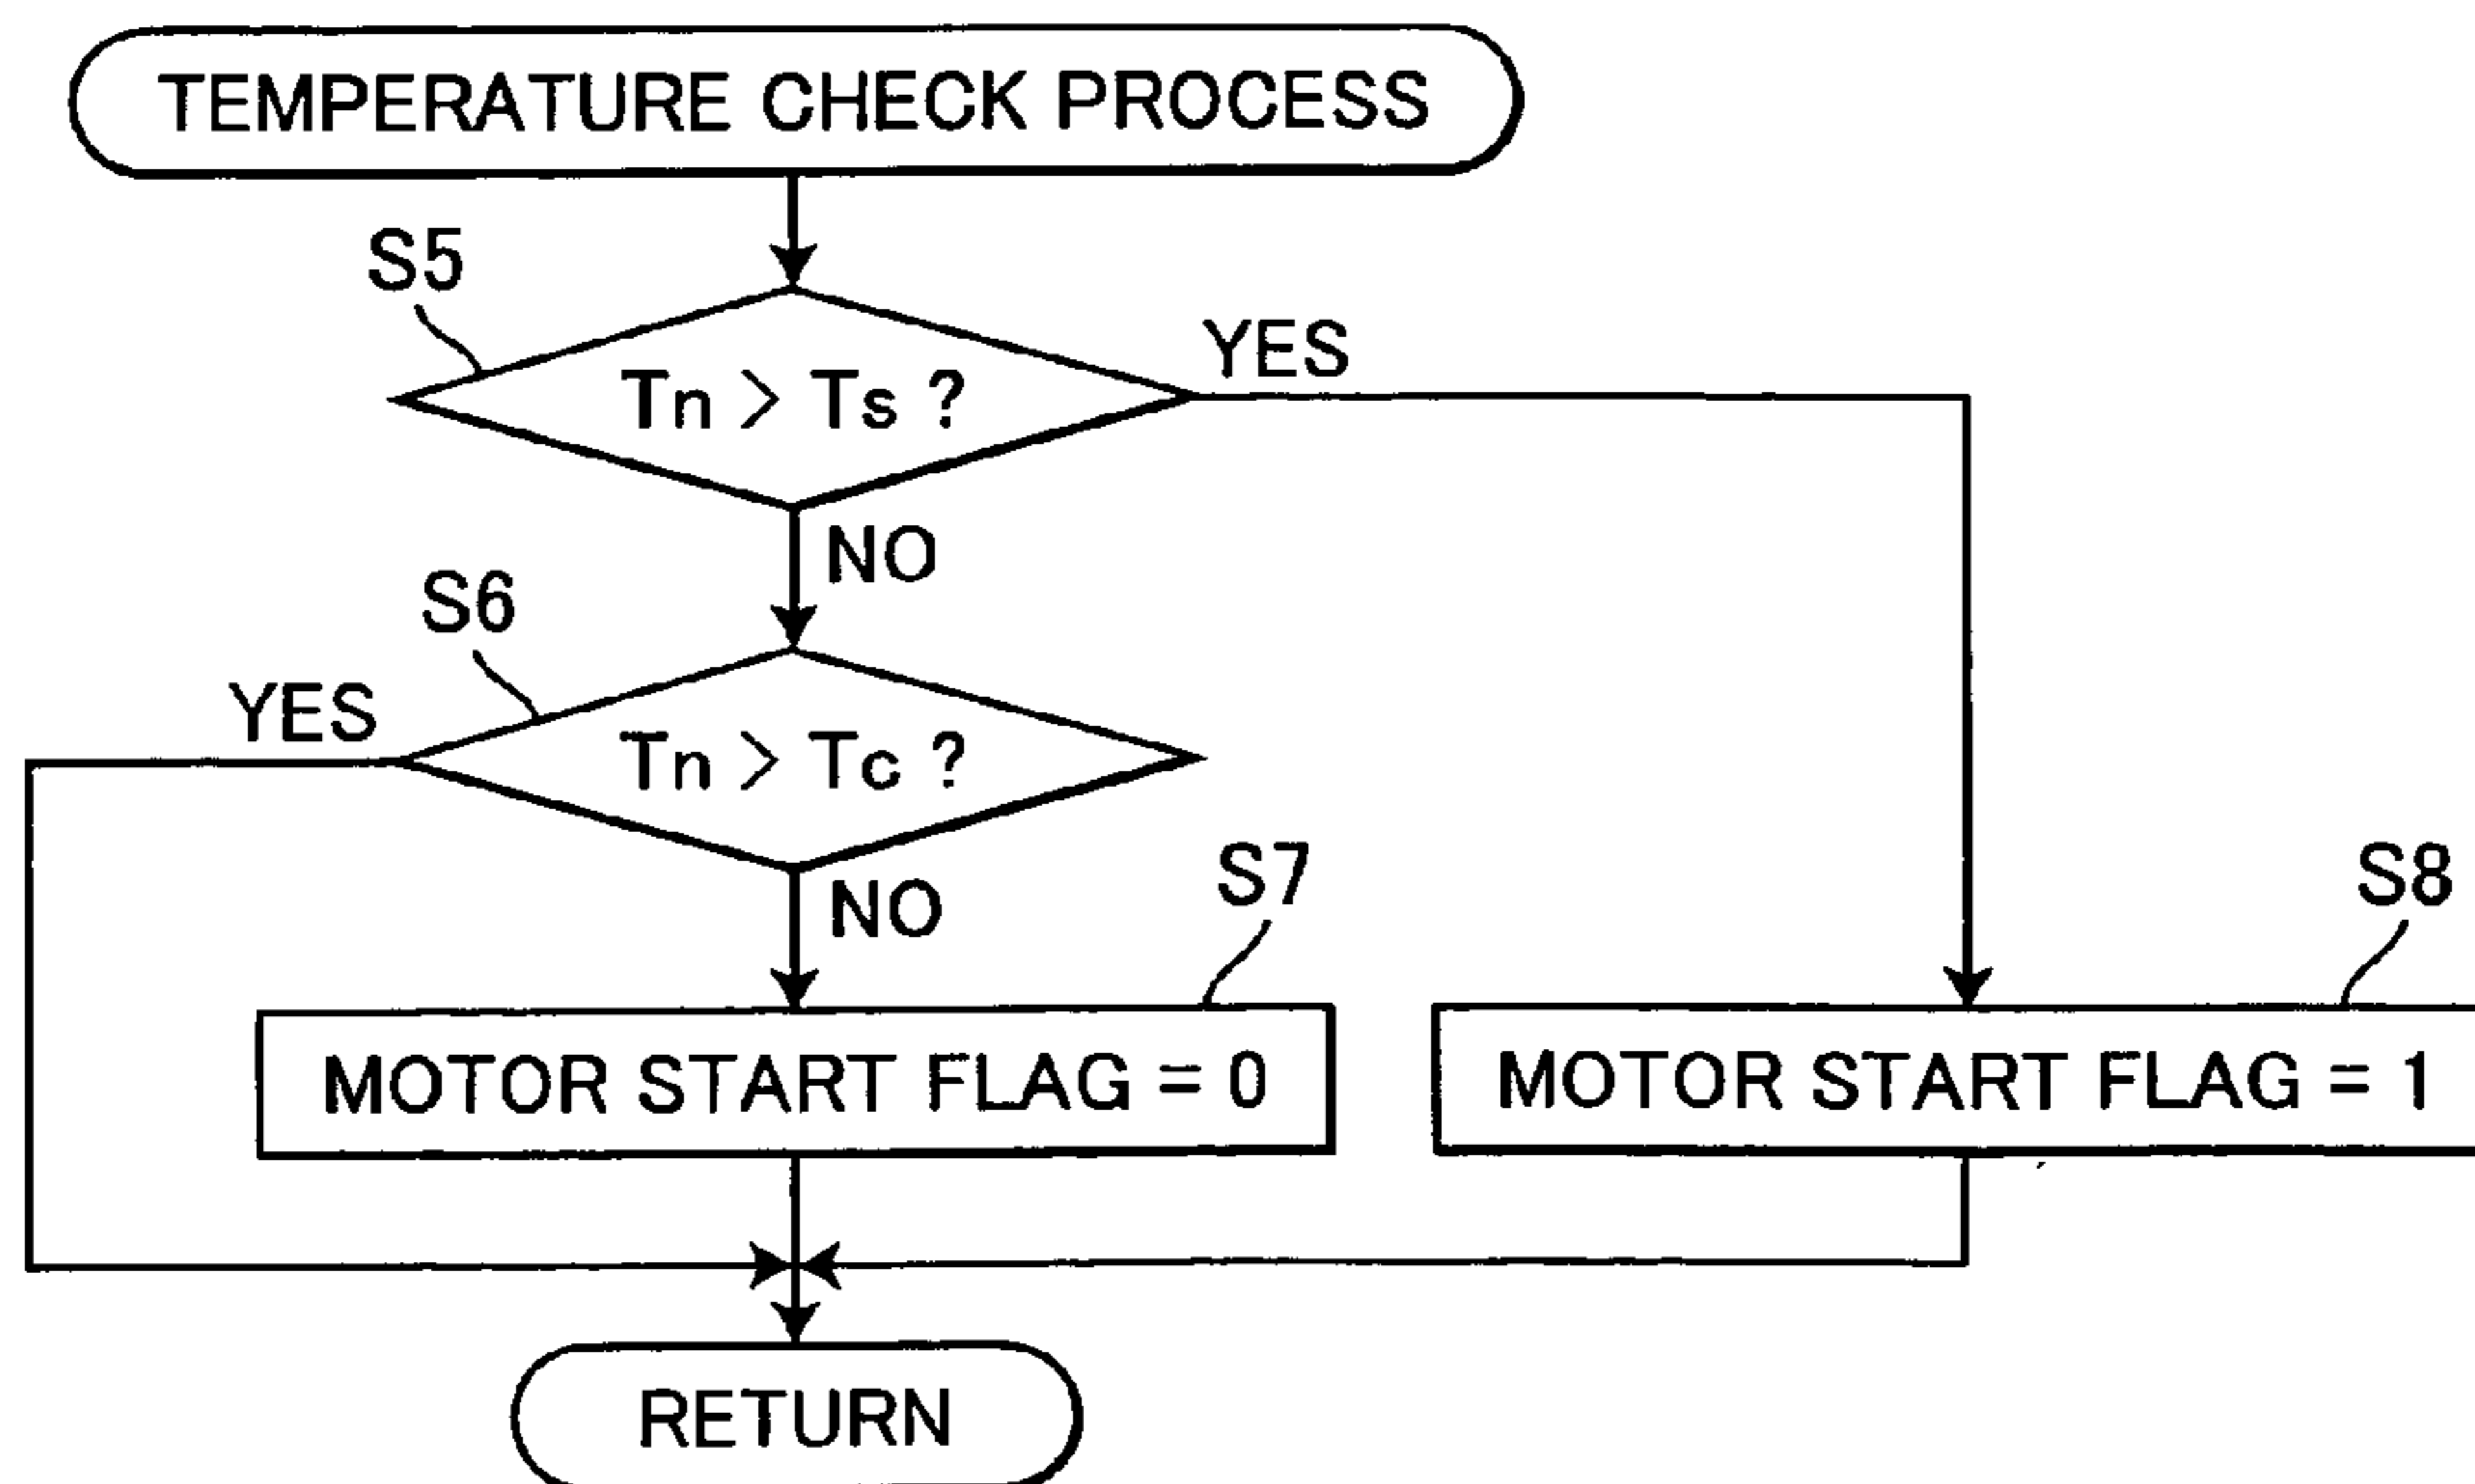 TEMPERATURE CHECK PROCESS
S5
Tn > Ts ?
YES
NO
S6
YES
Tn > Tc ?
NO
S7
S8
MOTOR START FLAG = 0
MOTOR START FLAG = 1
RETURN